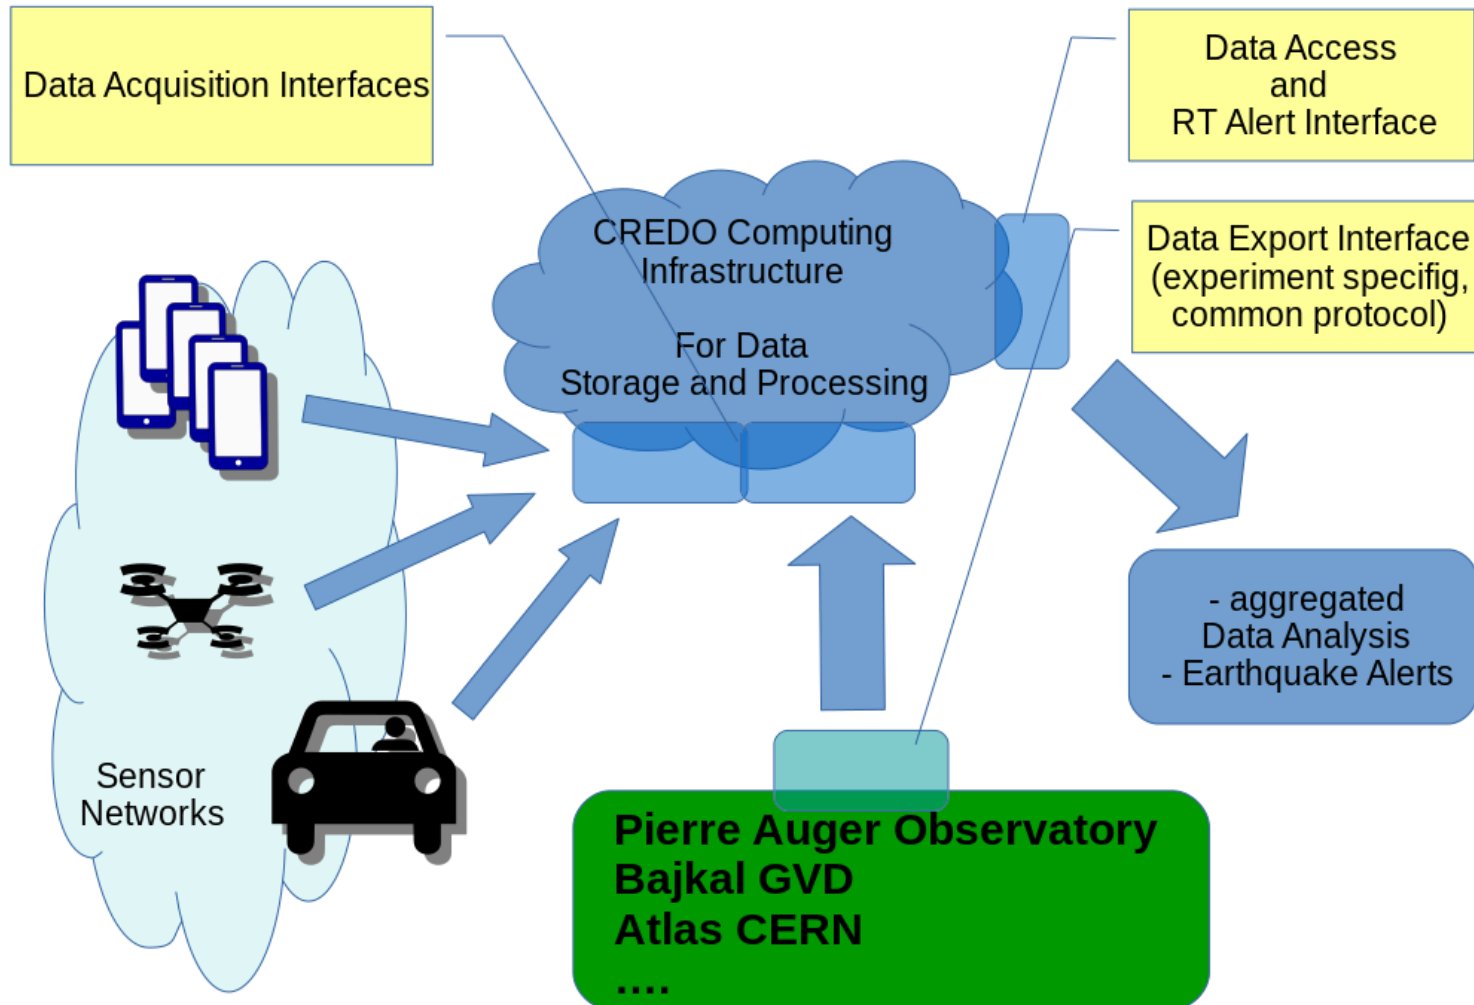 Data Acquisition Interfaces
Data Access
and
RT Alert Interface
CREDO Computing
Infrastructure
For Data
Storage and Processing
Data Export Interface
(experiment specifig,
common protocol)
- aggregated
Data Analysis
- Earthquake Alerts
Sensor
Networks
Pierre Auger Observatory
Bajkal GVD
Atlas CERN
....